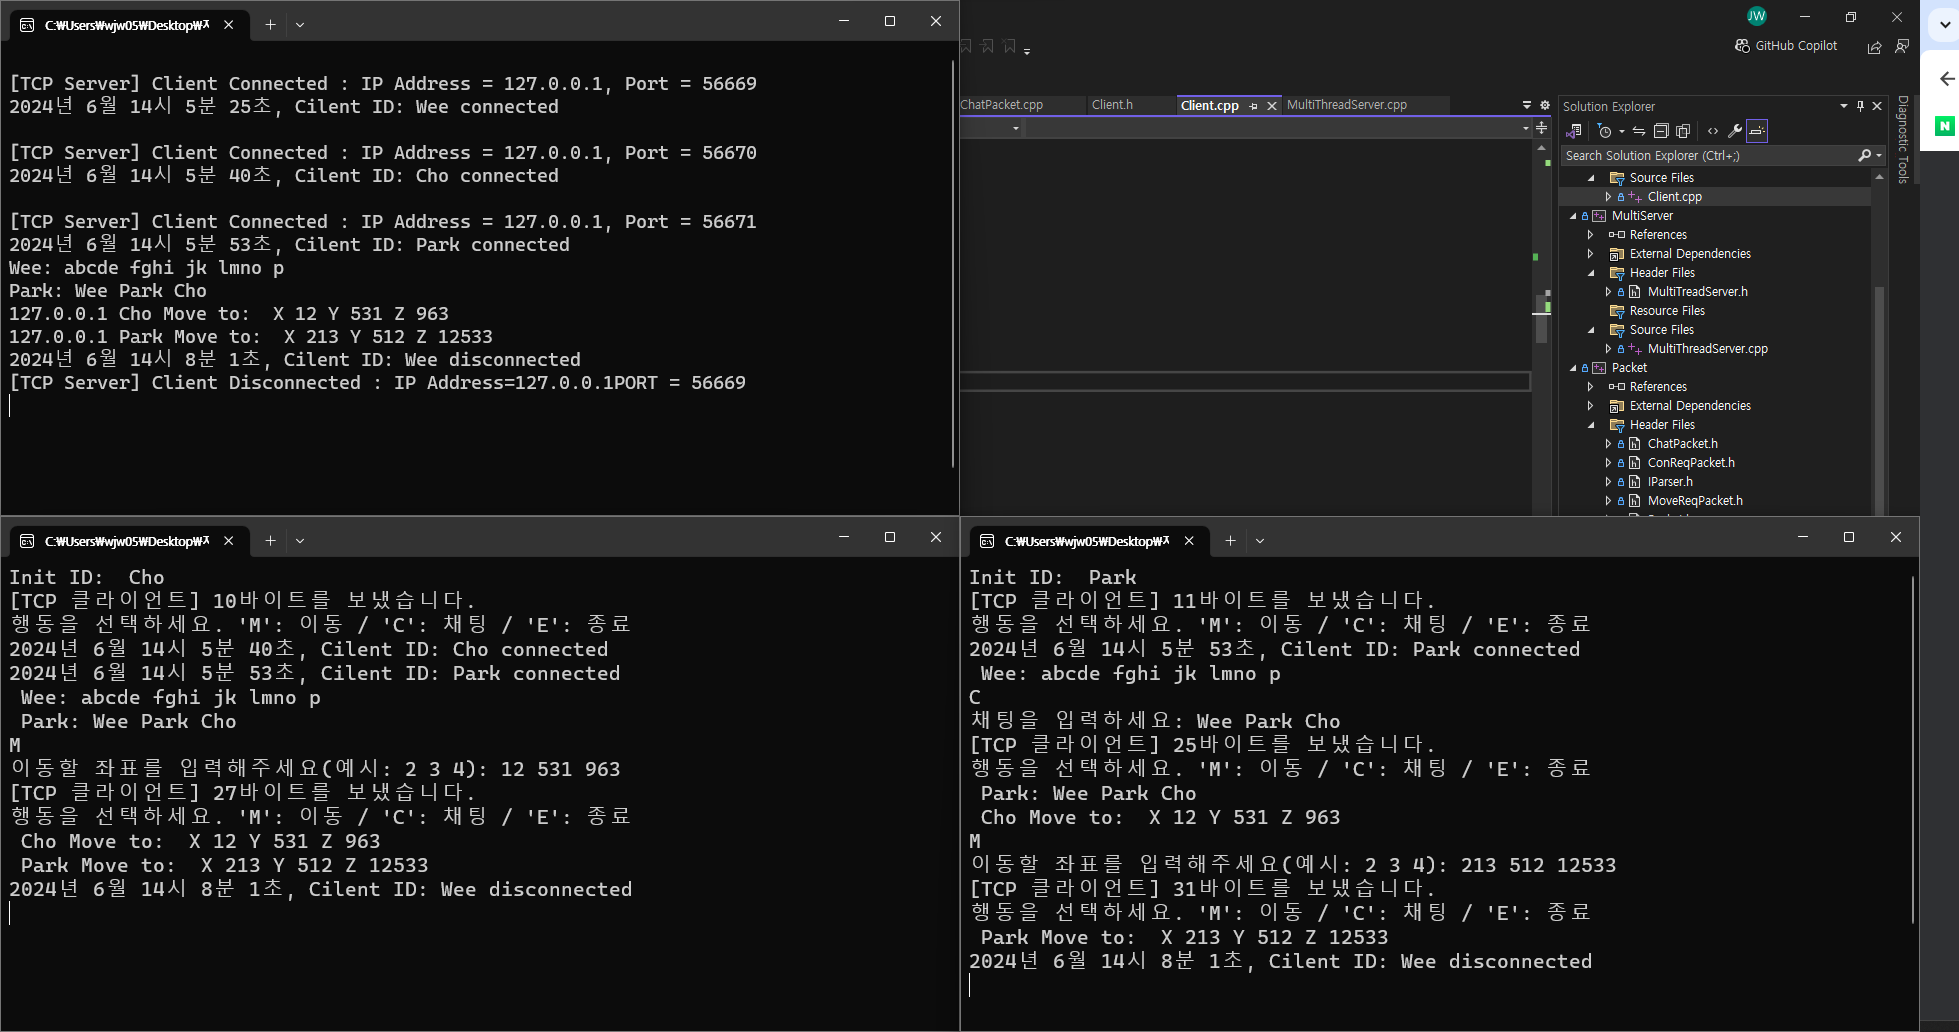 C:₩Users₩wjw05₩Desktop₩
[TCP Server] Client Connected : IP Address = 127.0.0.1, Port = 56669
2024년 6월 14시 5분 25초, Cilent ID: Wee connected
[TCP Server] Client Connected : IP Address = 127.0.0.1, Port = 56670
2024년 6월 14시 5분 40초, Cilent ID: Cho connected
[TCP Server] Client Connected : IP Address = 127.0.0.1, Port = 56671
2024년 6월 14시 5분 53초, Cilent ID: Park connected
Wee: abcde fghi jk lmno p
Park: Wee Park Cho
127.0.0.1 Cho Move to:  X 12 Y 531 Z 963
127.0.0.1 Park Move to:  X 213 Y 512 Z 12533
2024년 6월 14시 8분 1초, Cilent ID: Wee disconnected
[TCP Server] Client Disconnected : IP Address=127.0.0.1PORT = 56669
JW
GitHub Copilot
ChatPacket.cpp
Client.h
Client.cpp
MultiThreadServer.cpp
Solution Explorer
Search Solution Explorer (Ctrl+;)
Source Files
Client.cpp
MultiServer
References
External Dependencies
Header Files
MultiTreadServer.h
Resource Files
Source Files
MultiThreadServer.cpp
Packet
References
External Dependencies
Header Files
ChatPacket.h
ConReqPacket.h
IParser.h
MoveReqPacket.h
Diagnostic Tools
N
C:₩Users₩wjw05₩Desktop₩
Init ID:  Cho
[TCP 클라이언트] 10바이트를 보냈습니다.
행동을 선택하세요. 'M': 이동 / 'C': 채팅 / 'E': 종료
2024년 6월 14시 5분 40초, Cilent ID: Cho connected
2024년 6월 14시 5분 53초, Cilent ID: Park connected
Wee: abcde fghi jk lmno p
Park: Wee Park Cho
M
이동할 좌표를 입력해주세요(예시: 2 3 4): 12 531 963
[TCP 클라이언트] 27바이트를 보냈습니다.
행동을 선택하세요. 'M': 이동 / 'C': 채팅 / 'E': 종료
Cho Move to:  X 12 Y 531 Z 963
Park Move to:  X 213 Y 512 Z 12533
2024년 6월 14시 8분 1초, Cilent ID: Wee disconnected
C:₩Users₩wjw05₩Desktop₩
Init ID:  Park
[TCP 클라이언트] 11바이트를 보냈습니다.
행동을 선택하세요. 'M': 이동 / 'C': 채팅 / 'E': 종료
2024년 6월 14시 5분 53초, Cilent ID: Park connected
Wee: abcde fghi jk lmno p
C
채팅을 입력하세요: Wee Park Cho
[TCP 클라이언트] 25바이트를 보냈습니다.
행동을 선택하세요. 'M': 이동 / 'C': 채팅 / 'E': 종료
Park: Wee Park Cho
Cho Move to:  X 12 Y 531 Z 963
M
이동할 좌표를 입력해주세요(예시: 2 3 4): 213 512 12533
[TCP 클라이언트] 31바이트를 보냈습니다.
행동을 선택하세요. 'M': 이동 / 'C': 채팅 / 'E': 종료
Park Move to:  X 213 Y 512 Z 12533
2024년 6월 14시 8분 1초, Cilent ID: Wee disconnected